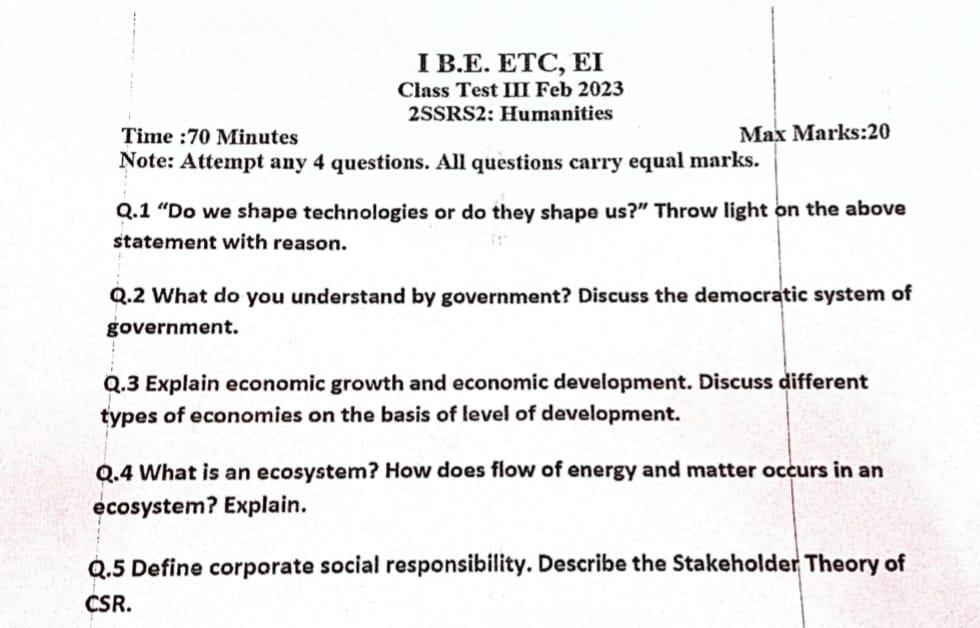 I B.E. ETC, EI
Class Test III Feb 2023
2SSRS2: Humanities
Time :70 Minutes Max Marks:20
Note: Attempt any 4 questions. All questions carry equal marks.
Q.1 “Do we shape technologies or do they shape us?” Throw light on the above
statement with reason.
Q.2 What do you understand by government? Discuss the democratic system of
government.
Q.3 Explain economic growth and economic development. Discuss different
types of economies on the basis of level of development.
Q.4 What is an ecosystem? How does flow of energy and matter occurs in an
ecosystem? Explain.
Q.5 Define corporate social responsibility. Describe the Stakeholder Theory of
CSR.